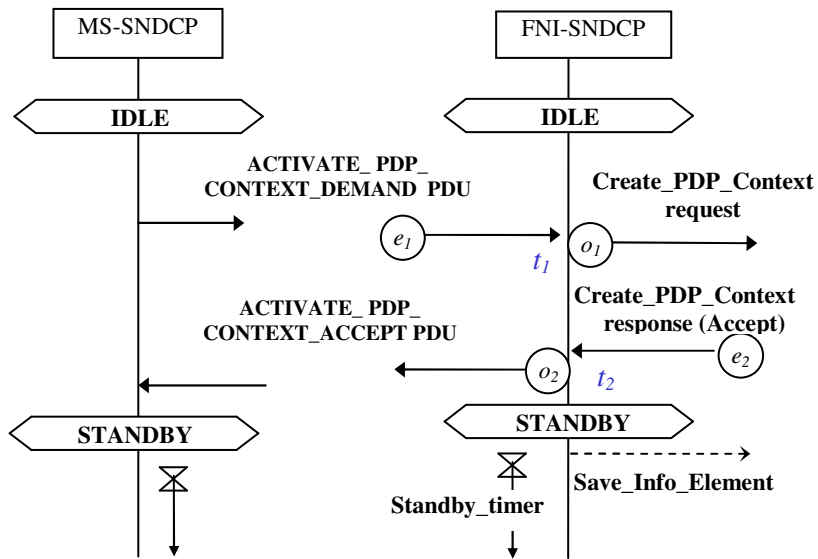 MS-SNDCP
FNI-SNDCP
IDLE
IDLE
ACTIVATE_ PDP_
CONTEXT_DEMAND PDU
Create_PDP_Context
request
e1
t1
o1
ACTIVATE_ PDP_
CONTEXT_ACCEPT PDU
Create_PDP_Context
response (Accept)
o2
t2
e2
STANDBY
STANDBY
Standby_timer
Save_Info_Element